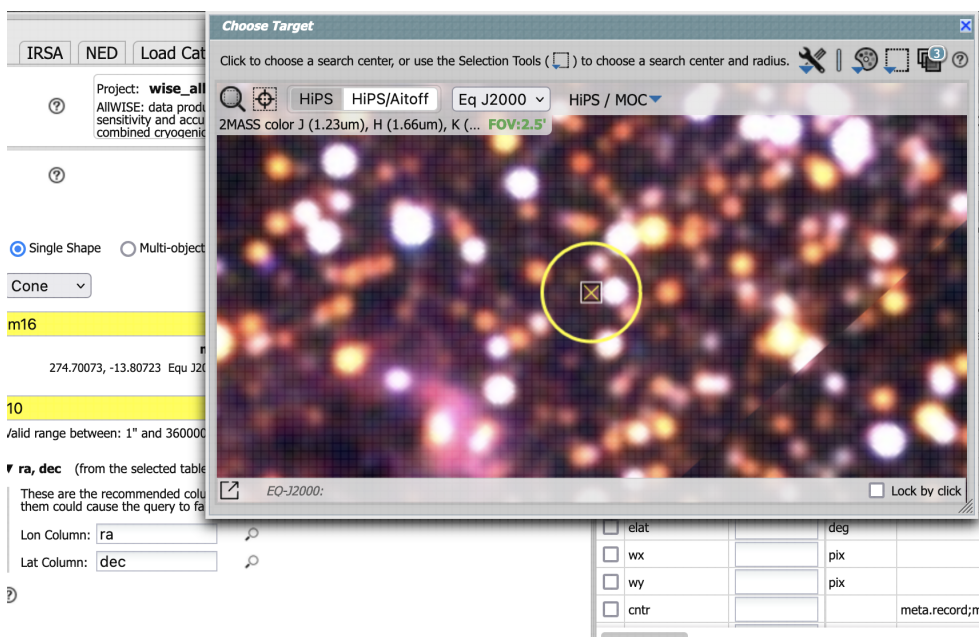 Choose Target
IRSA NED Load Cat
Click to choose a search center, or use the Selection Tools ( ) to choose a search center and radius.
3
Project: wise_all
AllWISE: data produ
sensitivity and accu
combined cryogenic
HiPS HiPS/Aitoff Eq J2000 HiPS / MOC
2MASS color J (1.23um), H (1.66um), K (... FOV:2.5'
Single Shape Multi-object
Cone
m16
274.70073, -13.80723 Equ J20
10
Valid range between: 1" and 360000
ra, dec (from the selected table
These are the recommended colu
them could cause the query to fa
EQ-J2000: Lock by click
Lon Column: ra
Lat Column: dec
elat deg
wx pix
wy pix
cntr meta.record;m